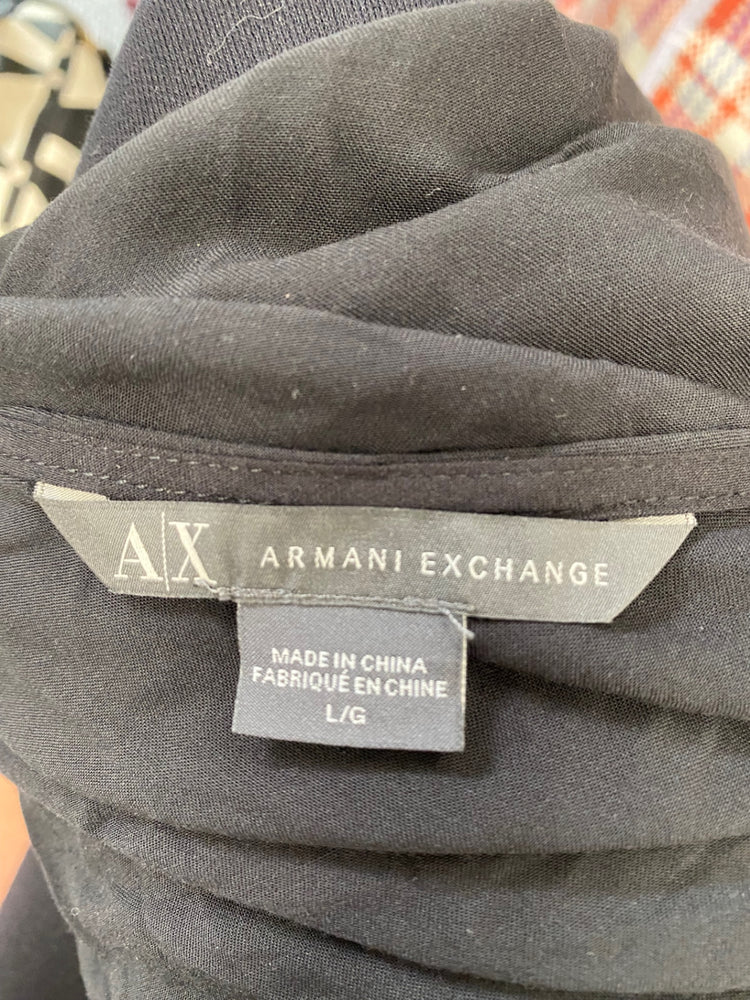 A|X ARMANI EXCHANGE
MADE IN CHINA
FABRIQUÉ EN CHINE
L/G